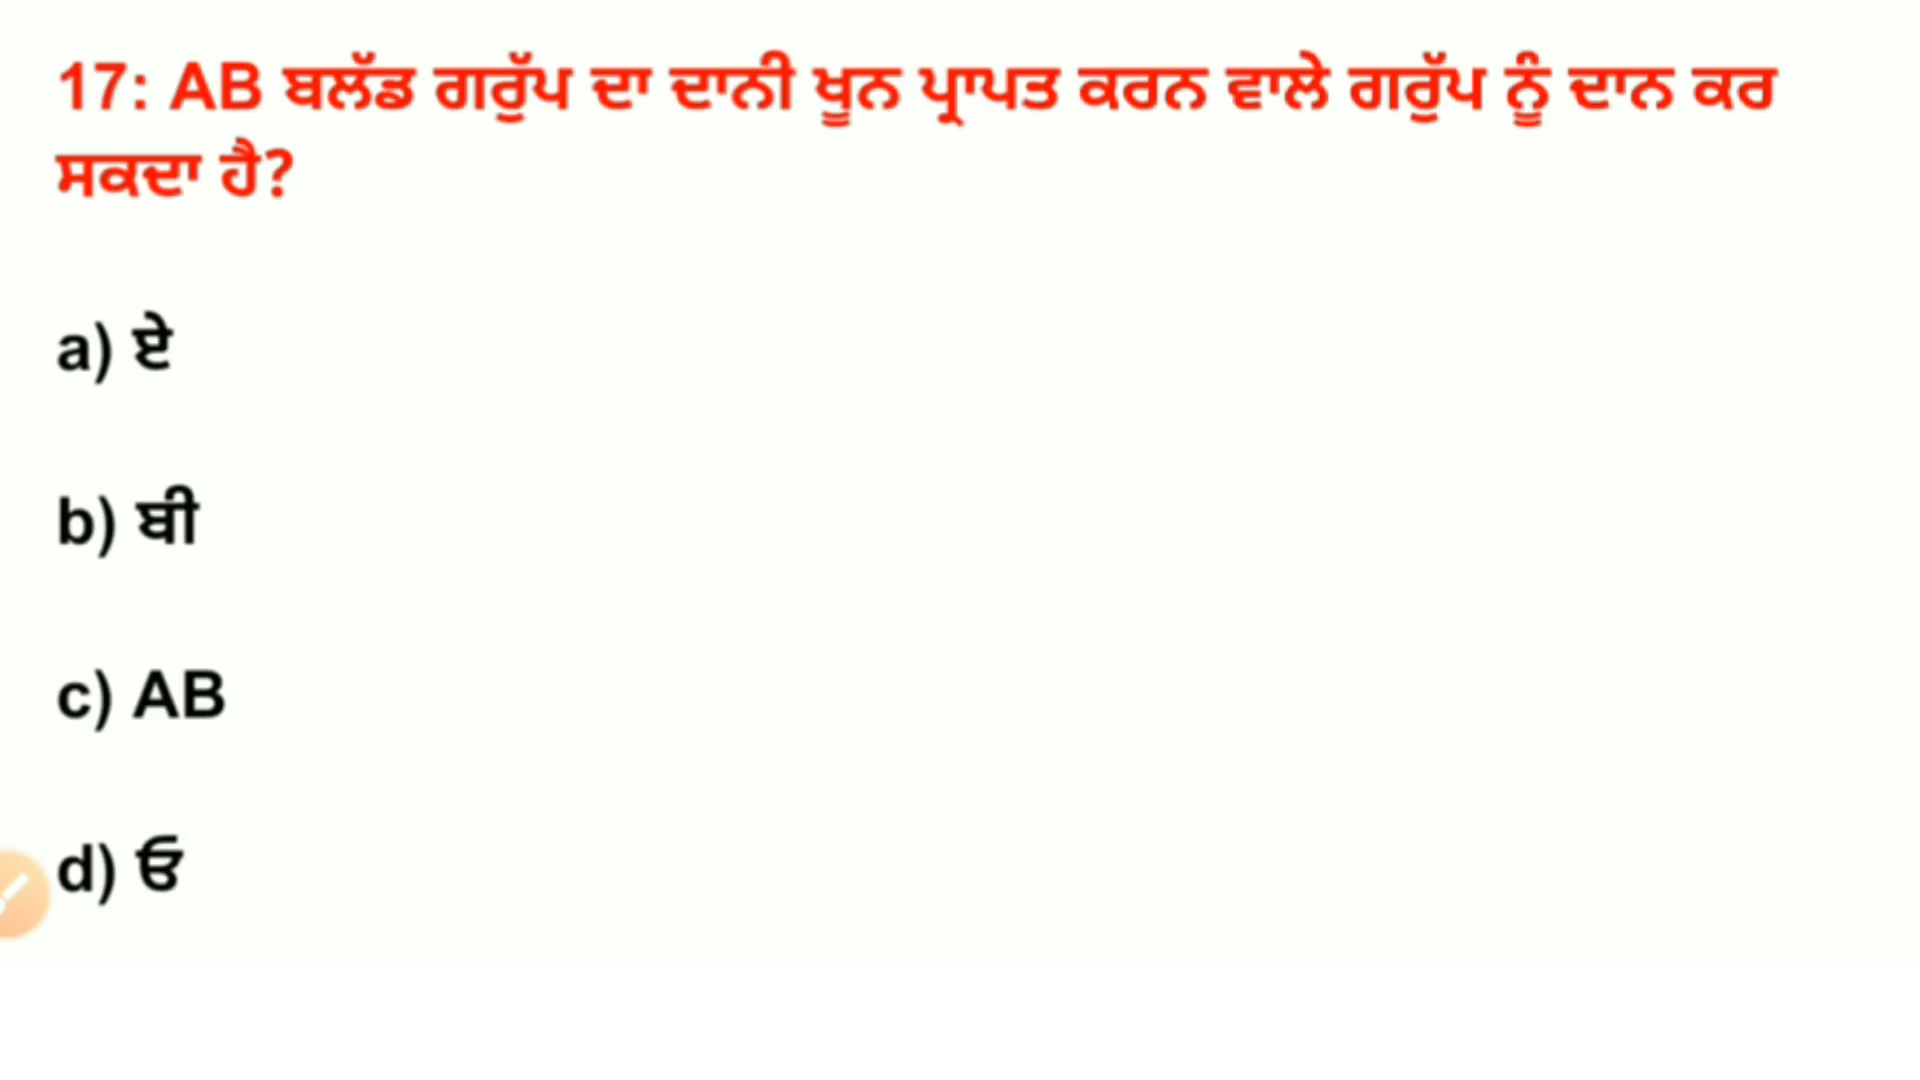 17: AB ਬਲੱਡ ਗਰੁੱਪ ਦਾ ਦਾਨੀ ਖੂਨ ਪ੍ਰਾਪਤ ਕਰਨ ਵਾਲੇ ਗਰੁੱਪ ਨੂੰ ਦਾਨ ਕਰ
ਸਕਦਾ ਹੈ?
a) ਏ
b) ਬੀ
c) AB
d) ਓ